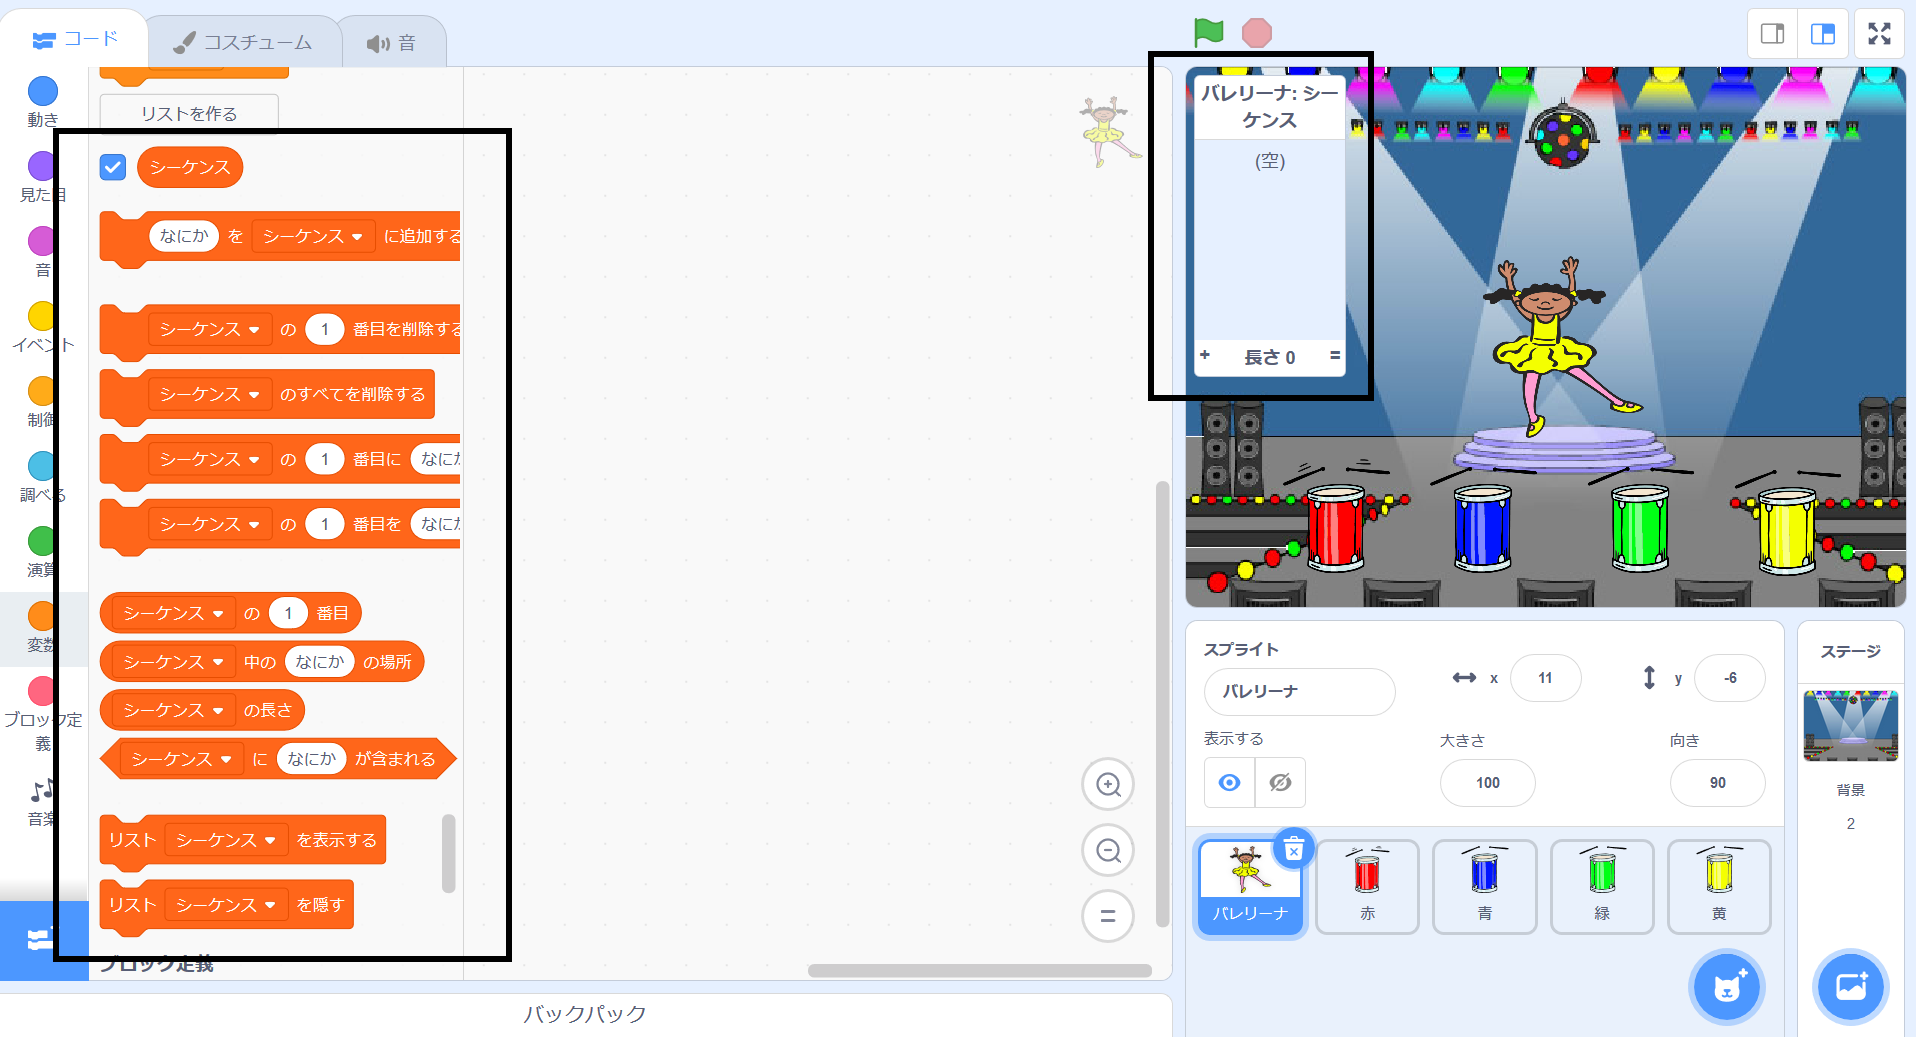 コード
コスチューム
音
動き
見た目
音
イベント
制御
調べる
演算
変数
ブロック定
義
音楽
リストを作る
シーケンス
なにか を シーケンス に追加する
シーケンス の 1 番目を削除する
シーケンス のすべてを削除する
シーケンス の 1 番目に なにか
シーケンス の 1 番目を なにか
シーケンス の 1 番目
シーケンス 中の なにか の場所
シーケンス の長さ
シーケンス に なにか が含まれる
リスト シーケンス を表示する
リスト シーケンス を隠す
ブロック定義
バックパック
バレリーナ: シー
ケンス
(空)
+ 長さ 0 =
スプライト
バレリーナ
x 11
y -6
表示する
大きさ
100
向き
90
バレリーナ
赤
青
緑
黄
ステージ
背景
2